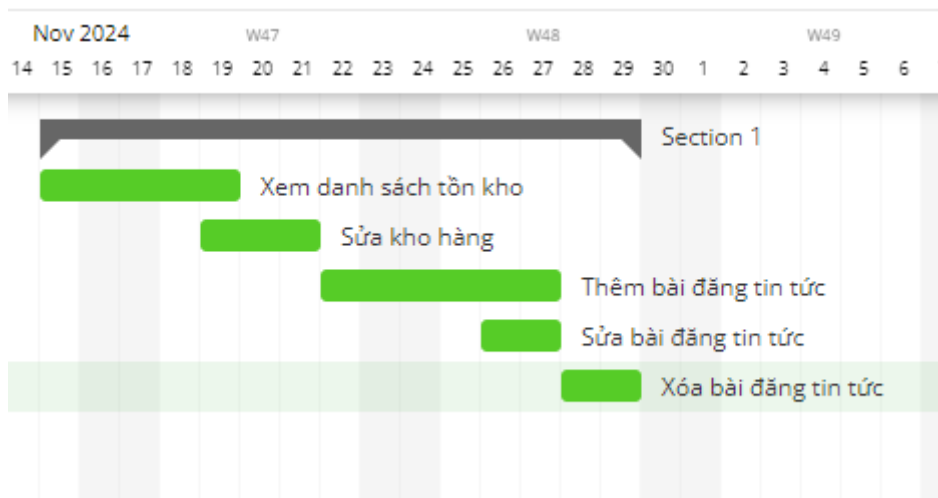 Nov 2024 W47 W48 W49
14 15 16 17 18 19 20 21 22 23 24 25 26 27 28 29 30 1 2 3 4 5 6
Section 1
Xem danh sách tồn kho
Sửa kho hàng
Thêm bài đăng tin tức
Sửa bài đăng tin tức
Xóa bài đăng tin tức